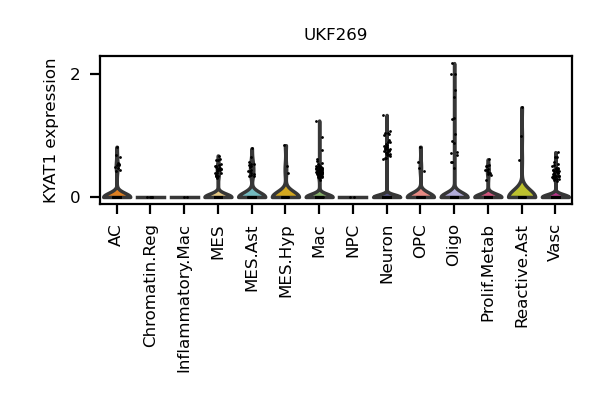 UKF269
KYAT1 expression
2
0
AC
Chromatin.Reg
Inflammatory.Mac
MES
MES.Ast
MES.Hyp
Mac
NPC
Neuron
OPC
Oligo
Prolif.Metab
Reactive.Ast
Vasc